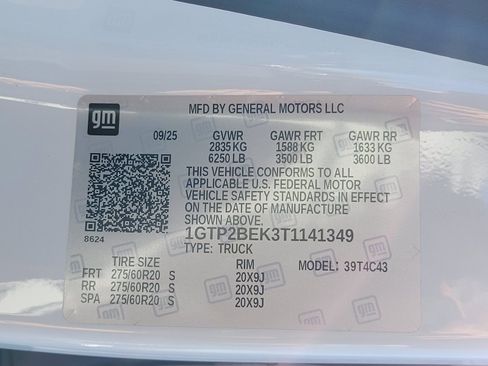 gm
MFD BY GENERAL MOTORS LLC
09/25 GVWR GAWR FRT GAWR RR
2835 KG 1588 KG 1633 KG
6250 LB 3500 LB 3600 LB
THIS VEHICLE CONFORMS TO ALL
APPLICABLE U.S. FEDERAL MOTOR
VEHICLE SAFETY STANDARDS IN EFFECT
ON THE DATE OF MANUFACTURE
SHOWN ABOVE.
8624
1GTP2BEK3T1141349
TYPE: TRUCK
TIRE SIZE RIM MODEL: 39T4C43
FRT 275/60R20 S 20X9J
RR 275/60R20 S 20X9J
SPA 275/60R20 S 20X9J